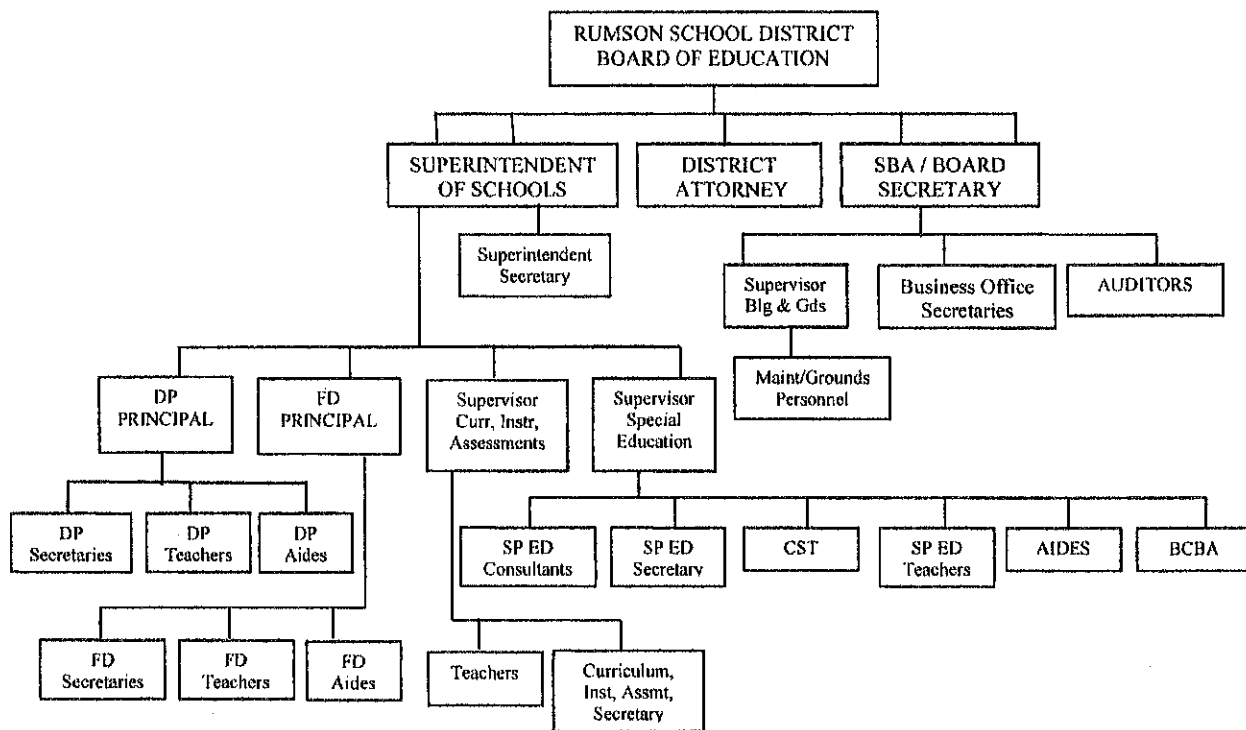 RUMSON SCHOOL DISTRICT
BOARD OF EDUCATION
SUPERINTENDENT
OF SCHOOLS
DISTRICT
ATTORNEY
SBA / BOARD
SECRETARY
Superintendent
Secretary
Supervisor
Blg & Gds
Business Office
Secretaries
AUDITORS
Maint/Grounds
Personnel
DP
PRINCIPAL
FD
PRINCIPAL
Supervisor
Curr, Instr,
Assessments
Supervisor
Special
Education
DP
Secretaries
DP
Teachers
DP
Aides
SP ED
Consultants
SP ED
Secretary
CST
SP ED
Teachers
AIDES
BCBA
FD
Secretaries
FD
Teachers
FD
Aides
Teachers
Curriculum,
Inst, Assmt,
Secretary